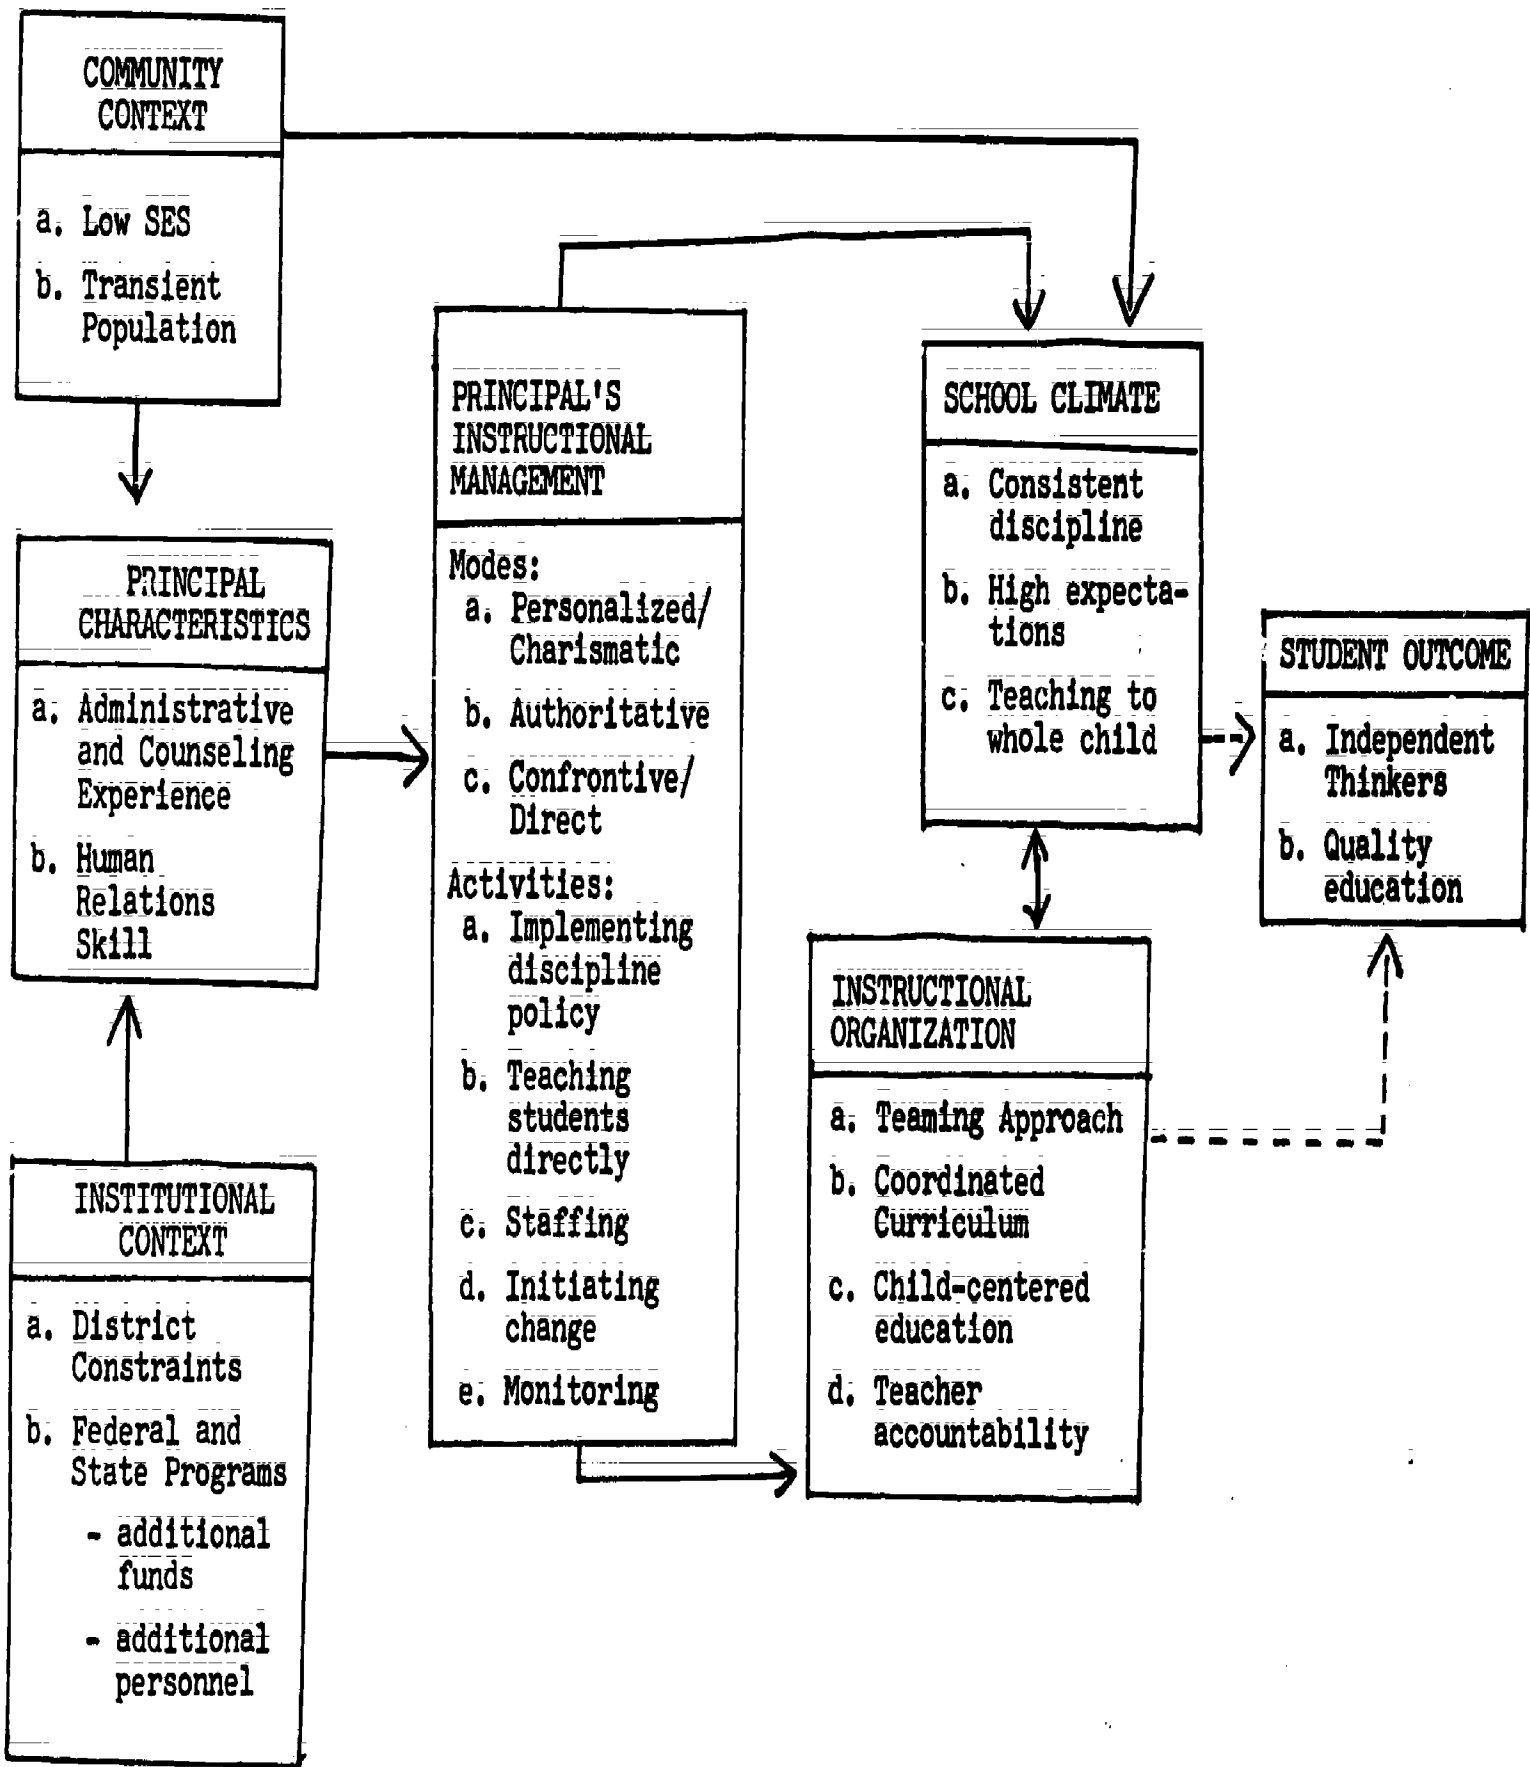 COMMUNITY
CONTEXT
a. Low SES
b. Transient
Population
PRINCIPAL
CHARACTERISTICS
a. Administrative
and Counseling
Experience
b. Human
Relations
Skill
INSTITUTIONAL
CONTEXT
a. District
Constraints
b. Federal and
State Programs
- additional
funds
- additional
personnel
PRINCIPAL'S
INSTRUCTIONAL
MANAGEMENT
Modes:
a. Personalized/
Charismatic
b. Authoritative
c. Confrontive/
Direct
Activities:
a. Implementing
discipline
policy
b. Teaching
students
directly
c. Staffing
d. Initiating
change
e. Monitoring
SCHOOL CLIMATE
a. Consistent
discipline
b. High expecta-
tions
c. Teaching to
whole child
INSTRUCTIONAL
ORGANIZATION
a. Teaming Approach
b. Coordinated
Curriculum
c. Child-centered
education
d. Teacher
accountability
STUDENT OUTCOME
a. Independent
Thinkers
b. Quality
education